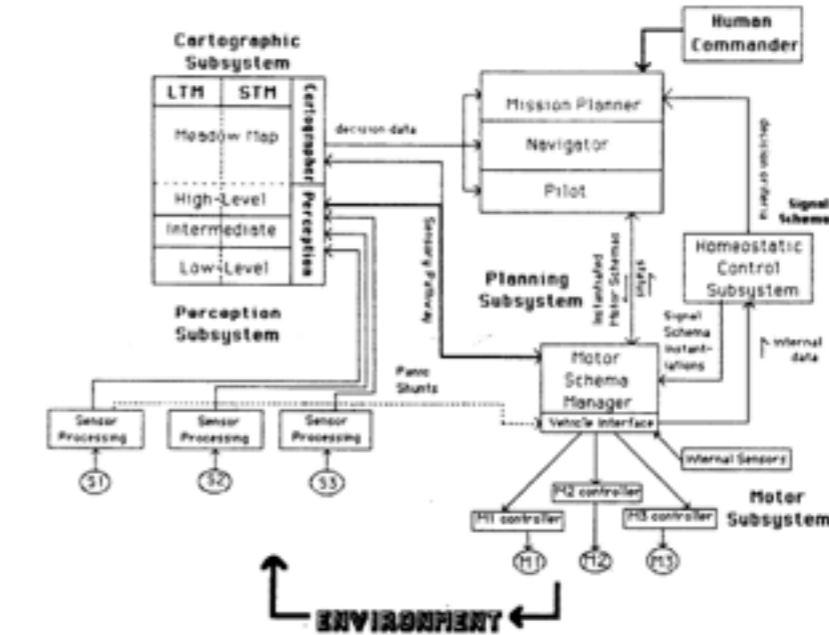 Human
Commander
Cartographic
Subsystem
LTM STM
Cartographer
Meadow Map
decision data
Mission Planner
Navigator
Pilot
decision criteria
Signal
Schema
High-Level
Intermediate
Low-Level
Perception
Sensory Pathway
Homeostatic
Control
Subsystem
Planning
Subsystem
Instantiated
Motor Schemas
status
Perception
Subsystem
Signal
Schema
Instant-
iations
Internal
data
Panic
Shunts
Motor
Schema
Manager
Vehicle Interface
Sensor
Processing
Sensor
Processing
Sensor
Processing
Internal Sensors
S1
S2
S3
M2 controller
M1 controller
M3 controller
Motor
Subsystem
M1
M2
M3
ENVIRONMENT